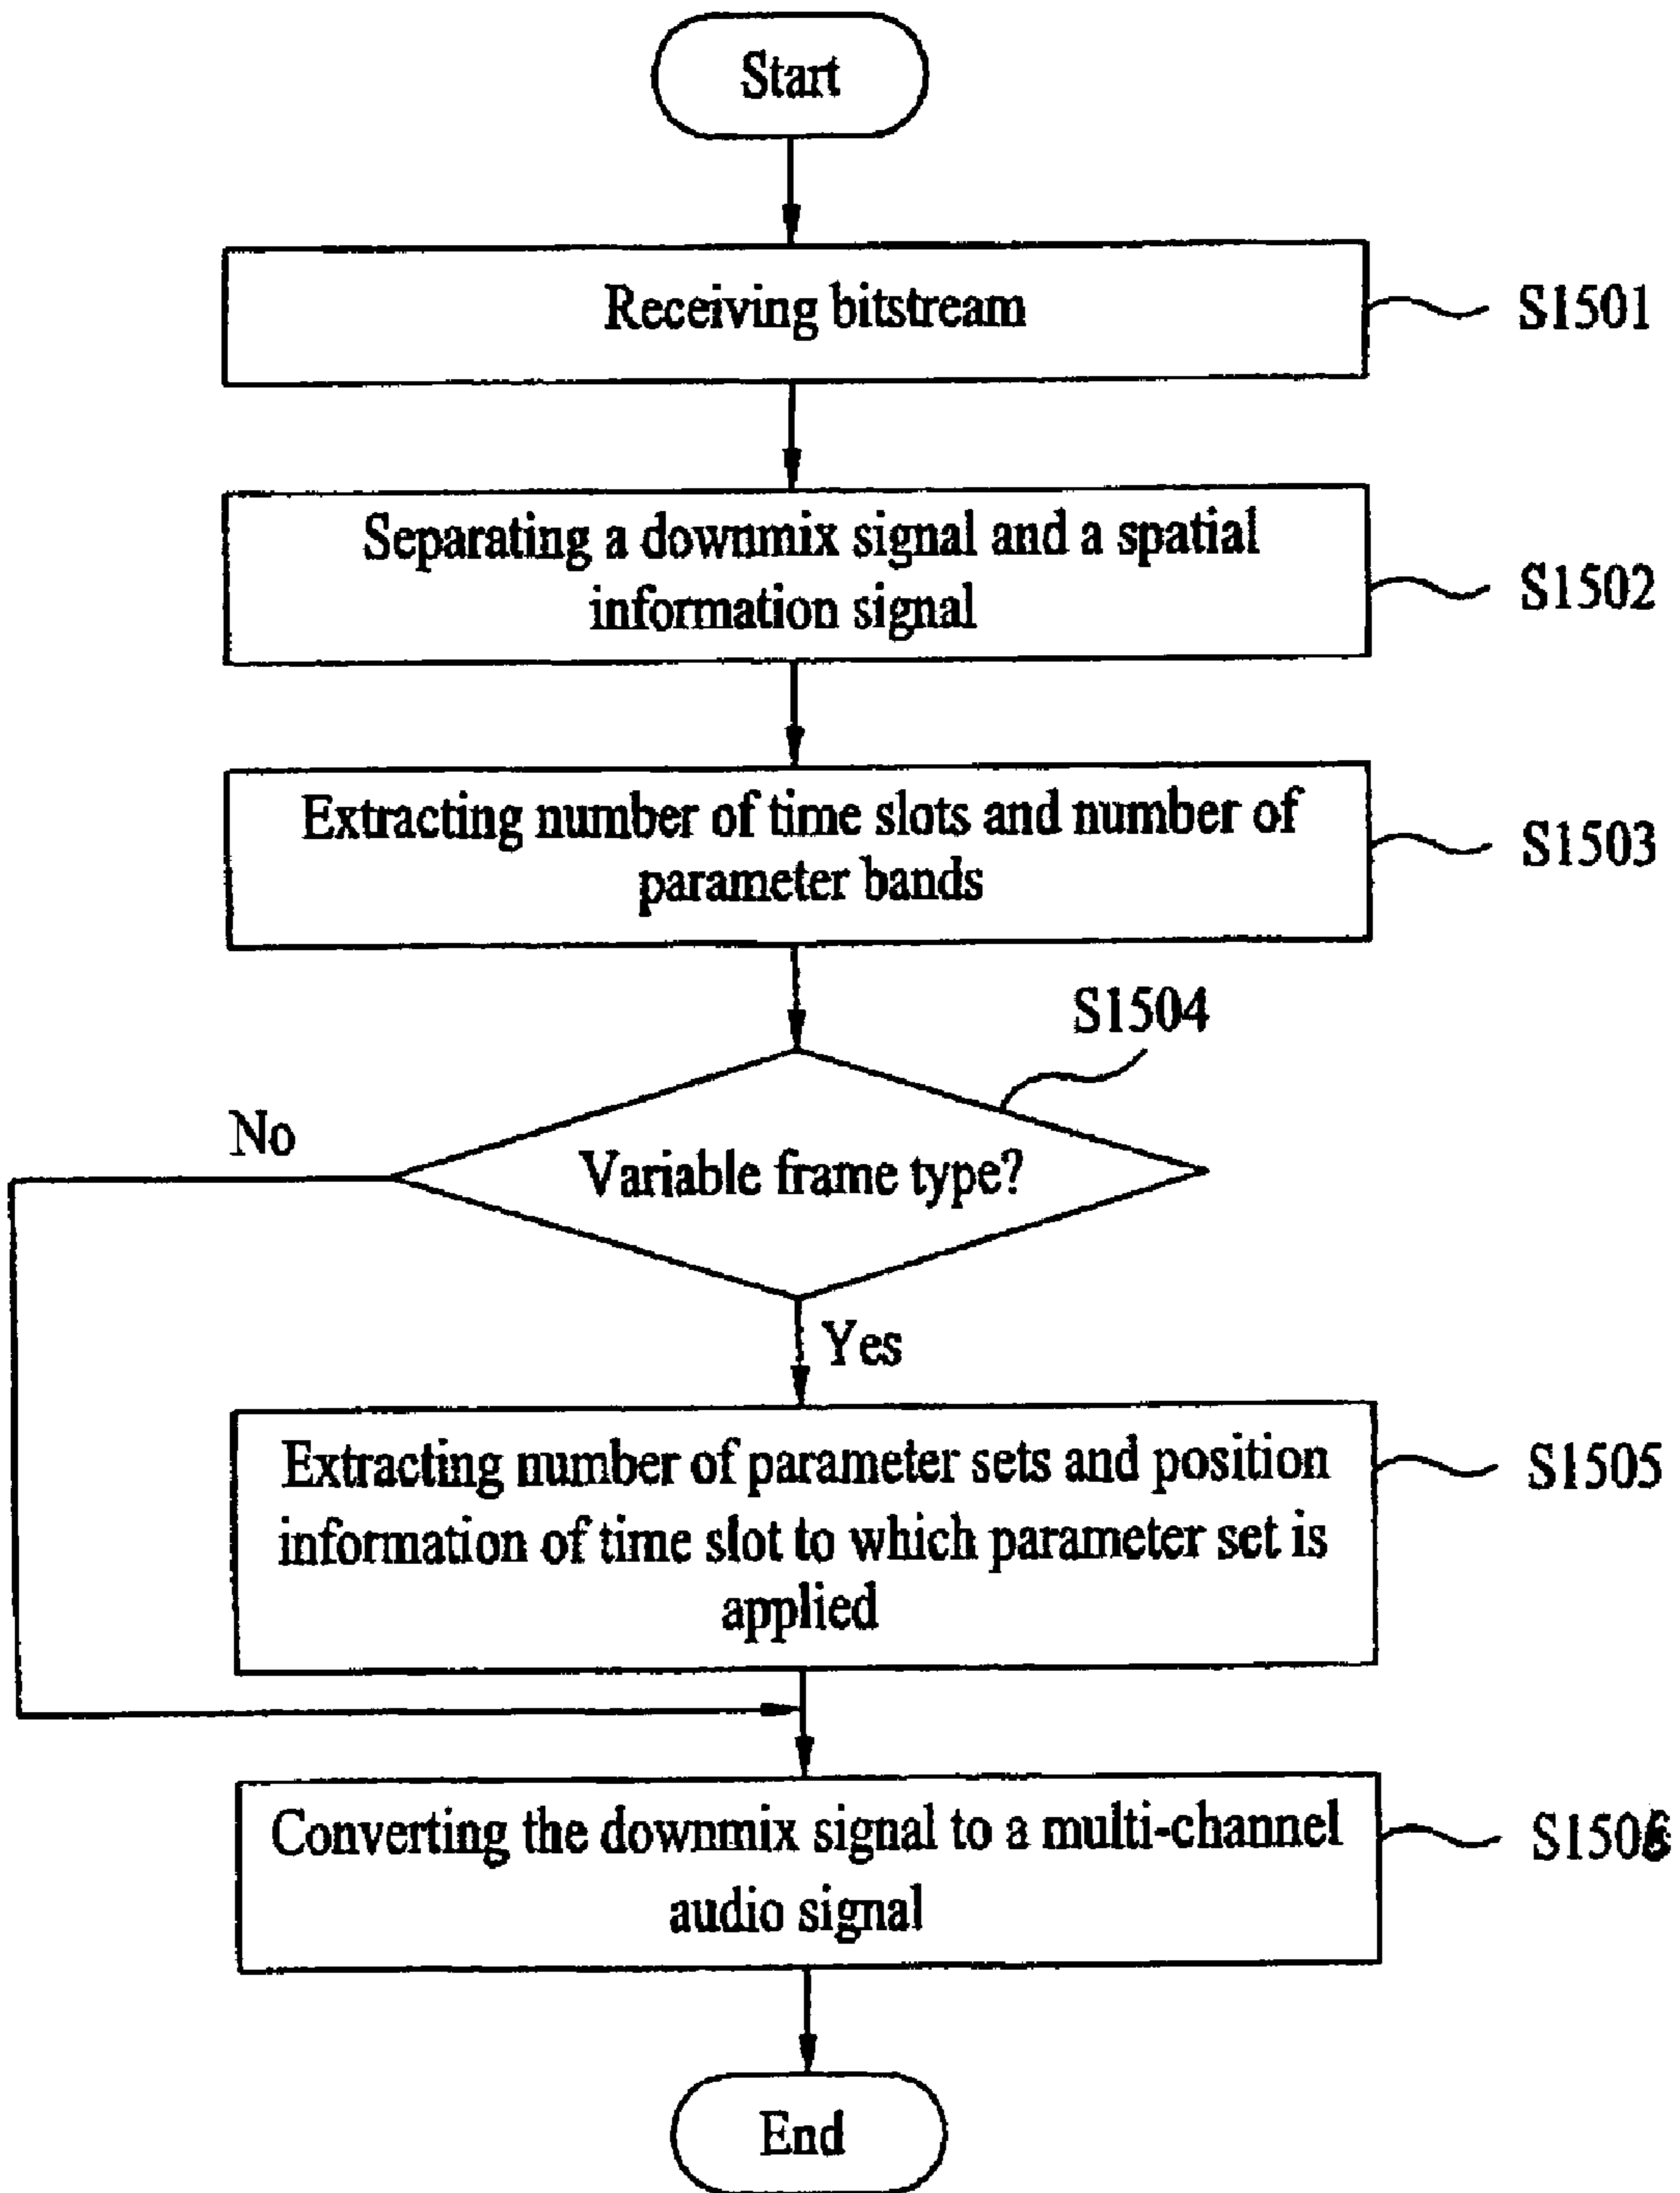 Start
Receiving bitstream
S1501
Separating a downmix signal and a spatial
information signal
S1502
Extracting number of time slots and number of
parameter bands
S1503
S1504
No
Variable frame type?
Yes
Extracting number of parameter sets and position
information of time slot to which parameter set is
applied
S1505
Converting the downmix signal to a multi-channel
audio signal
S1506
End